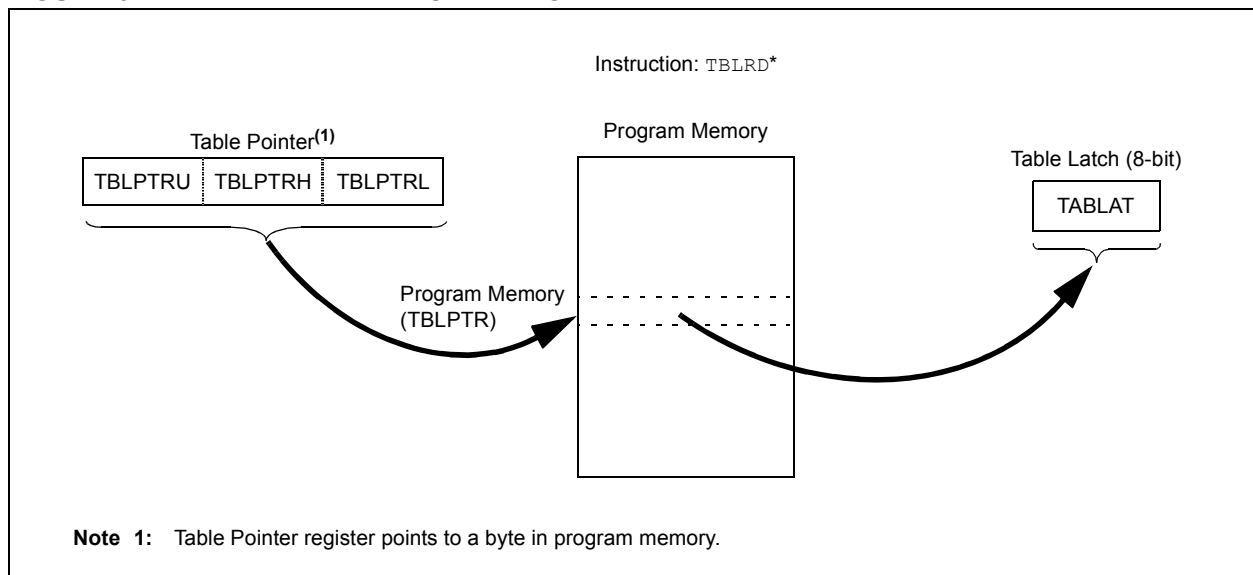 Instruction: TBLRD*
Table Pointer(1)
TBLPTRU TBLPTRH TBLPTRL
Program Memory
Table Latch (8-bit)
TABLAT
Program Memory
(TBLPTR)
Note 1: Table Pointer register points to a byte in program memory.